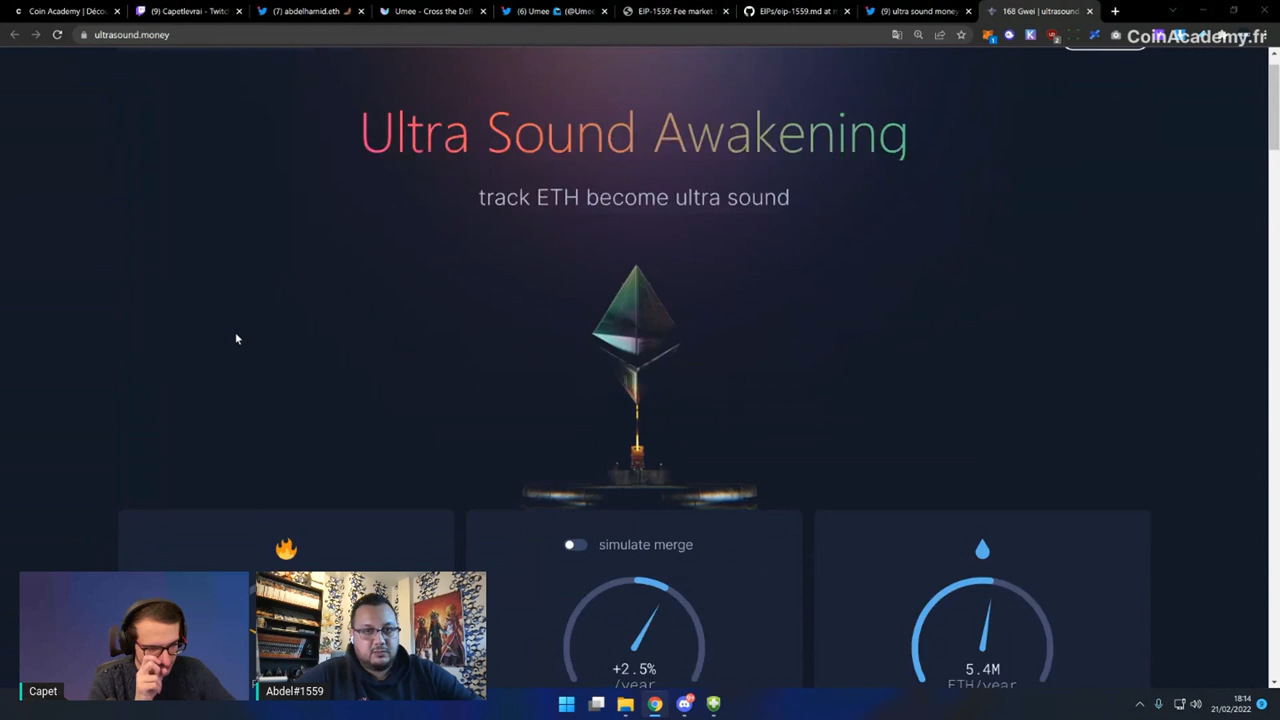 Coin Academy | Déco
(9) Capetlevrai - Twitc
(7) abdelhamid.eth
Umee - Cross the Defi
(6) Umee (@Ume
EIP-1559: Fee market
EIPs/eip-1559.md at m
(9) ultra sound money
168 Gwei | ultrasound.
ultrasound.money
CoinAcademy.fr
Ultra Sound Awakening
track ETH become ultra sound
simulate merge
+2.5%
/year
5.4M
ETH/year
Capet
Abdel#1559
18:14
21/02/2022